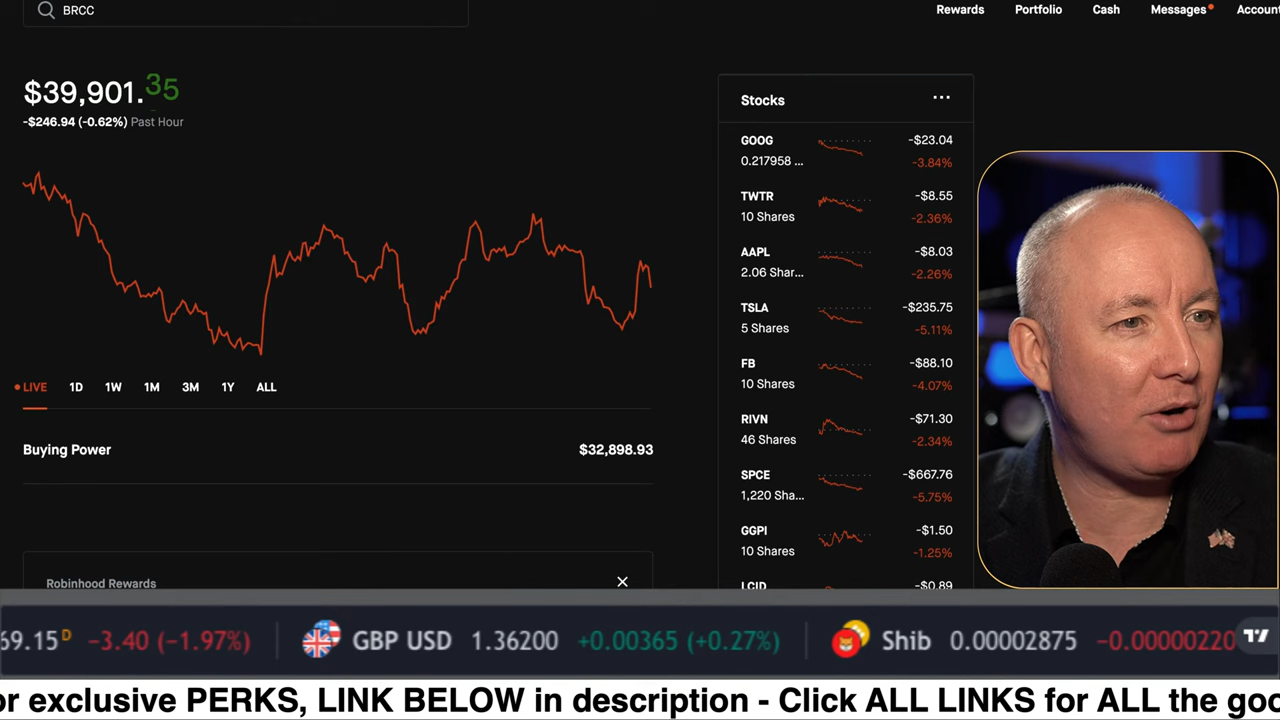 BRCC
Rewards Portfolio Cash Messages Account
$39,901.35
-$246.94 (-0.62%) Past Hour
LIVE 1D 1W 1M 3M 1Y ALL
Buying Power $32,898.93
Robinhood Rewards
Stocks
GOOG -$23.04
0.217958 ... -3.84%
TWTR -$8.55
10 Shares -2.36%
AAPL -$8.03
2.06 Shar... -2.26%
TSLA -$235.75
5 Shares -5.11%
FB -$88.10
10 Shares -4.07%
RIVN -$71.30
46 Shares -2.34%
SPCE -$667.76
1,220 Sha... -5.75%
GGPI -$1.50
10 Shares -1.25%
LCID -$0.89
69.15 D -3.40 (-1.97%) GBP USD 1.36200 +0.00365 (+0.27%) Shib 0.00002875 -0.00000220
or exclusive PERKS, LINK BELOW in description - Click ALL LINKS for ALL the goo